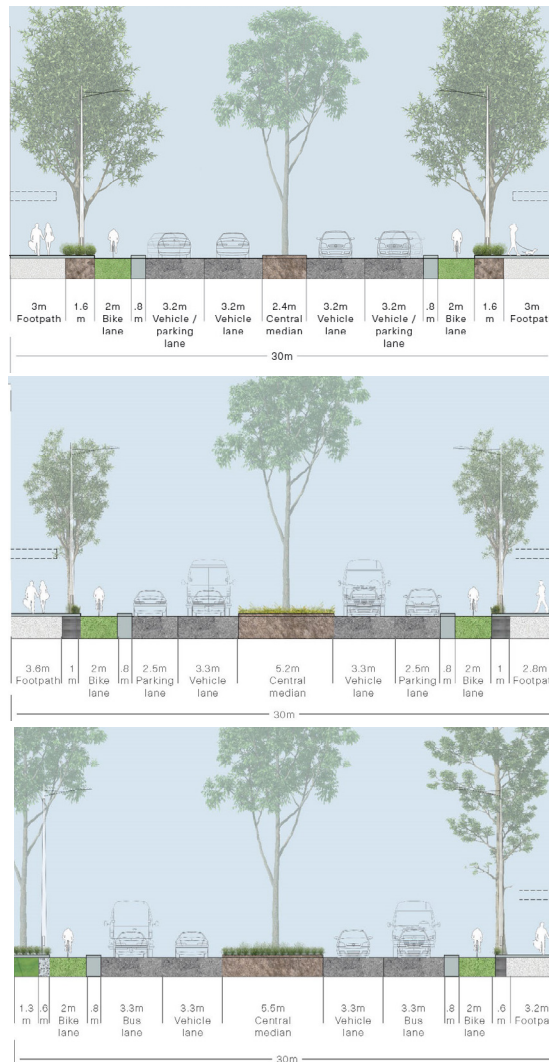 3m 1.6 2m .8 3.2m 3.2m 2.4m 3.2m 3.2m .8 2m 1.6 3m
Footpath m Bike m Vehicle / Vehicle Central Vehicle Vehicle / m Bike m Footpat
lane parking lane median lane parking lane
lane lane
30m
3.6m 1 2m .8 2.5m 3.3m 5.2m 3.3m 2.5m .8 2m 1 2.8m
Footpath m Bike m Parking Vehicle Central Vehicle Parking m Bike m Footpat
lane lane lane median lane lane lane
30m
1.3 .6 2m .8 3.3m 3.3m 5.5m 3.3m 3.3m .8 2m .6 3.2m
m m Bike m Bus Vehicle Central Vehicle Bus m Bike m Footpat
lane lane lane median lane lane lane
30m